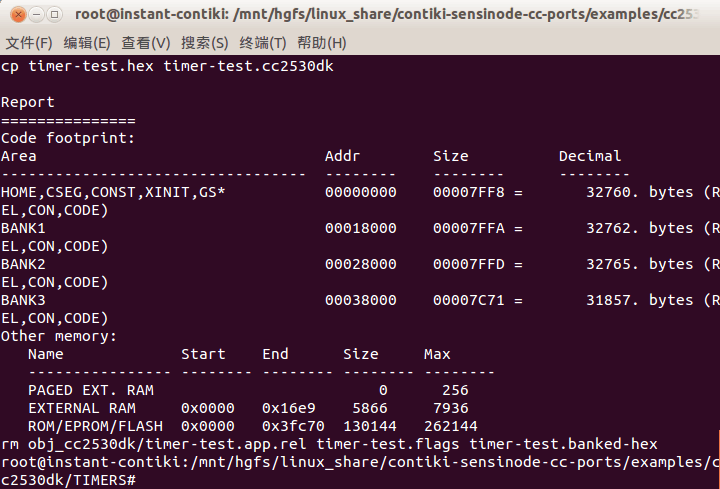 root@instant-contiki: /mnt/hgfs/linux_share/contiki-sensinode-cc-ports/examples/cc253
文件(F) 编辑(E) 查看(V) 搜索(S) 终端(T) 帮助(H)
cp timer-test.hex timer-test.cc2530dk
Report
===============
Code footprint:
Area Addr Size Decimal
---------------------------------- -------- -------- --------
HOME,CSEG,CONST,XINIT,GS* 00000000 00007FF8 = 32760. bytes (R
EL,CON,CODE)
BANK1 00018000 00007FFA = 32762. bytes (R
EL,CON,CODE)
BANK2 00028000 00007FFD = 32765. bytes (R
EL,CON,CODE)
BANK3 00038000 00007C71 = 31857. bytes (R
EL,CON,CODE)
Other memory:
Name Start End Size Max
---------------- -------- -------- -------- --------
PAGED EXT. RAM 0 256
EXTERNAL RAM 0x0000 0x16e9 5866 7936
ROM/EPROM/FLASH 0x0000 0x3fc70 130144 262144
rm obj_cc2530dk/timer-test.app.rel timer-test.flags timer-test.banked-hex
root@instant-contiki:/mnt/hgfs/linux_share/contiki-sensinode-cc-ports/examples/c
c2530dk/TIMERS#